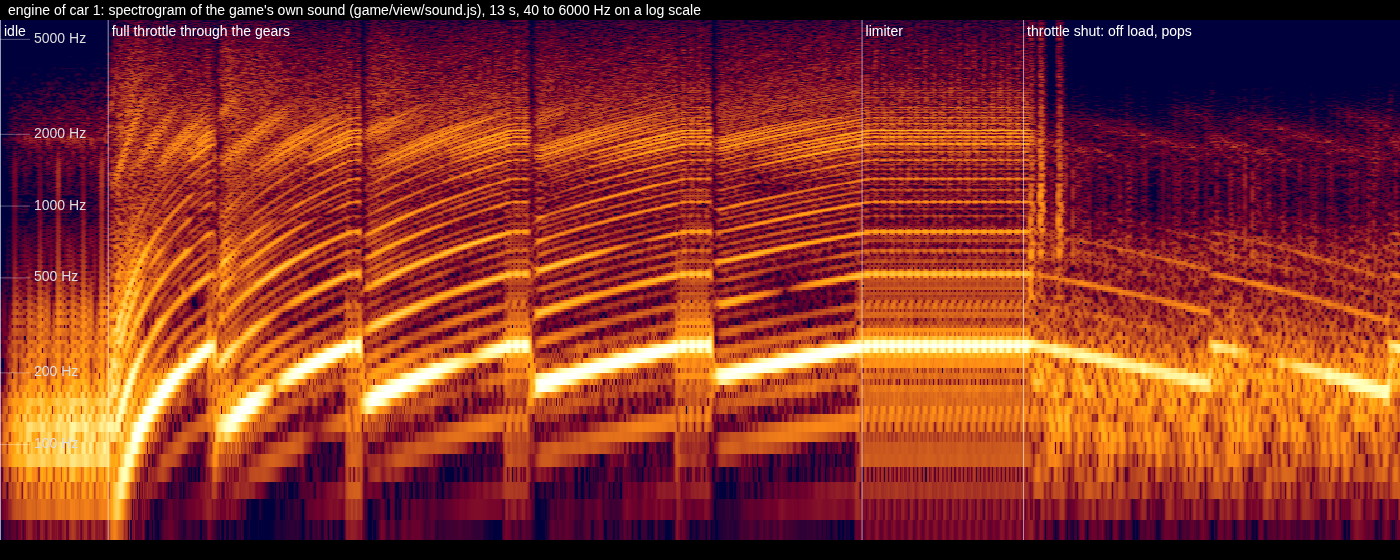 engine of car 1: spectrogram of the game's own sound (game/view/sound.js), 13 s, 40 to 6000 Hz on a log scale
idle
full throttle through the gears
limiter
throttle shut: off load, pops
5000 Hz
2000 Hz
1000 Hz
500 Hz
200 Hz
100 Hz